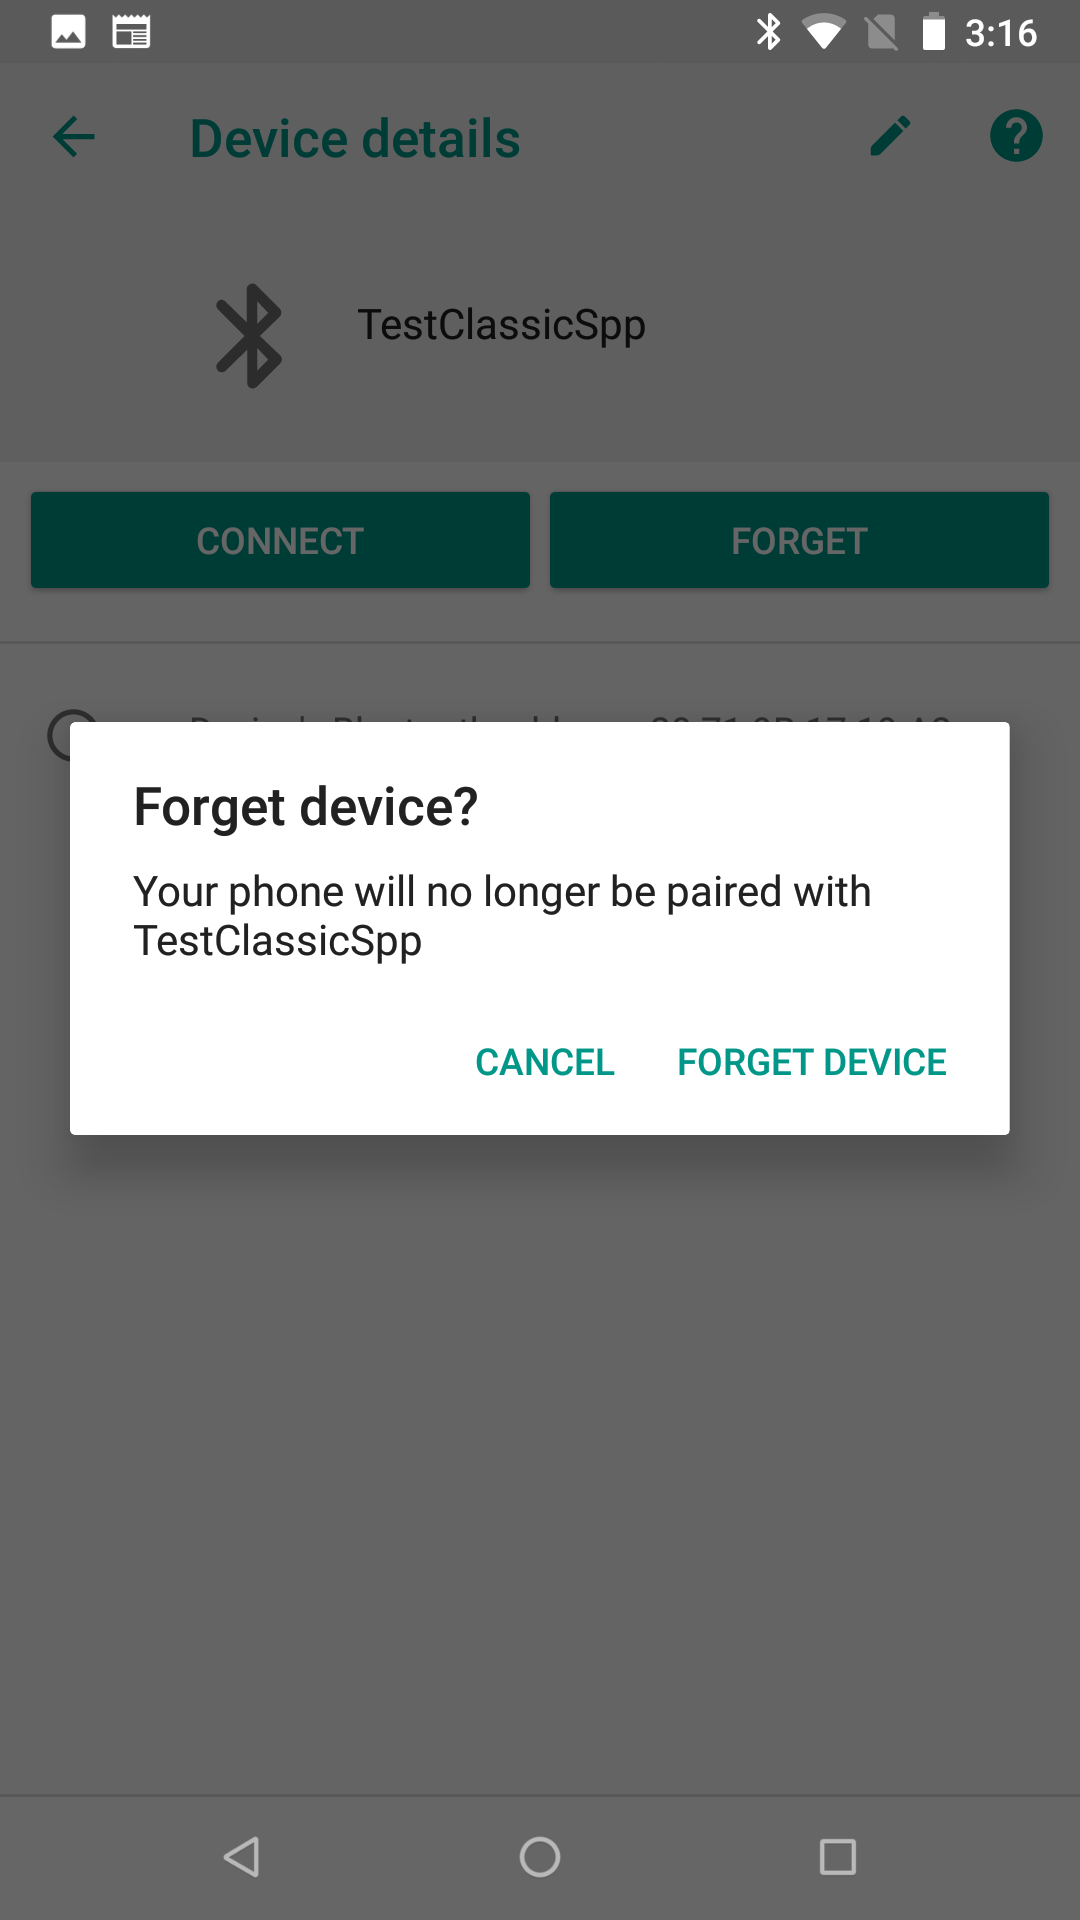 3:16
Device details
TestClassicSpp
CONNECT
FORGET
Forget device?
Your phone will no longer be paired with
TestClassicSpp
CANCEL
FORGET DEVICE